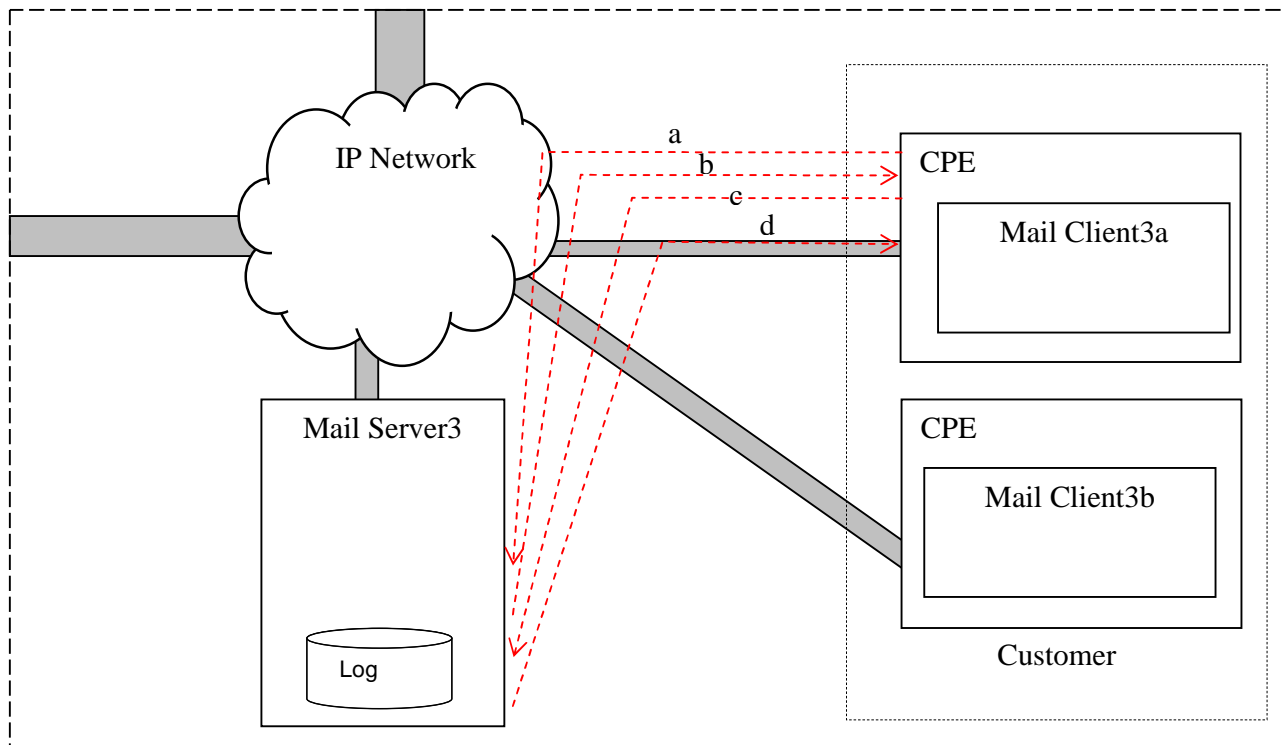 a
IP Network
b
CPE
c
d
Mail Client3a
Mail Server3
CPE
Mail Client3b
Customer
Log